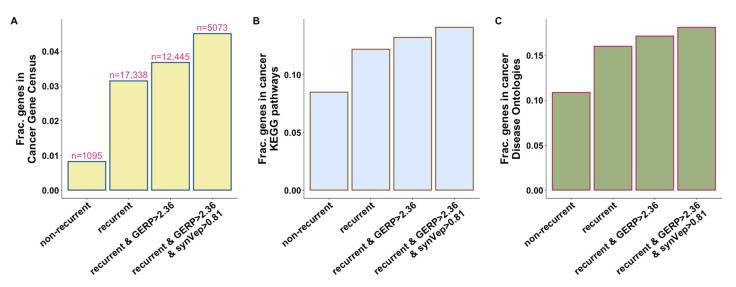 A
Frac. genes in
Cancer Gene Census
0.04
0.03
0.02
0.01
0.00
n=1095
n=17,338
n=12,445
n=5073
non-recurrent
recurrent
recurrent & GERP>2.36
recurrent & GERP>2.36
& synVep>0.81
B
Frac. genes in cancer
KEGG pathways
0.10
0.05
0.00
non-recurrent
recurrent
recurrent & GERP>2.36
recurrent & GERP>2.36
& synVep>0.81
C
Frac. genes in cancer
Disease Ontologies
0.15
0.10
0.05
0.00
non-recurrent
recurrent
recurrent & GERP>2.36
recurrent & GERP>2.36
& synVep>0.81